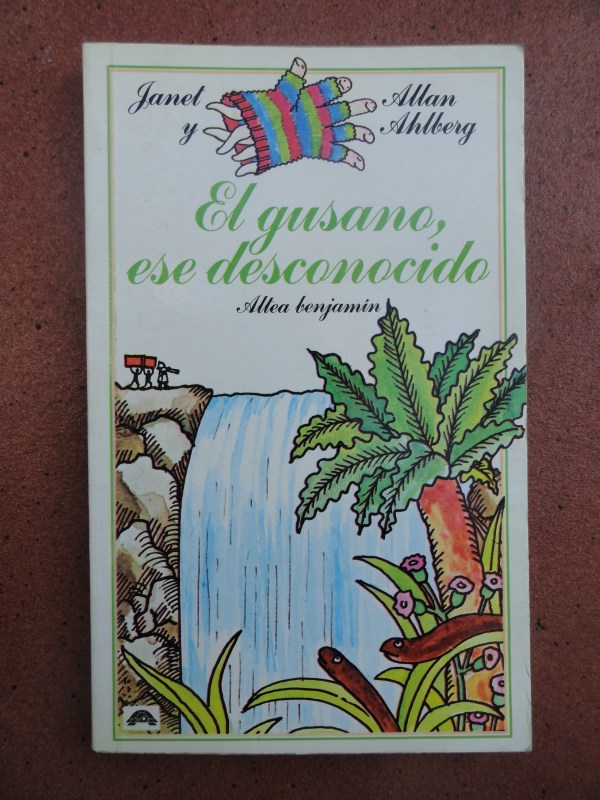 Janet Allan
y Ahlberg
El gusano,
ese desconocido
Altea benjamín